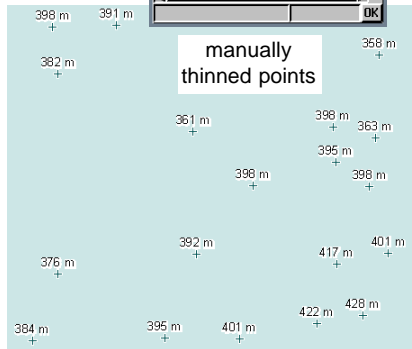 OK
398 m
391 m
manually
thinned points
358 m
382 m
361 m
398 m
363 m
395 m
398 m
398 m
392 m
417 m
401 m
376 m
422 m
428 m
384 m
395 m
401 m